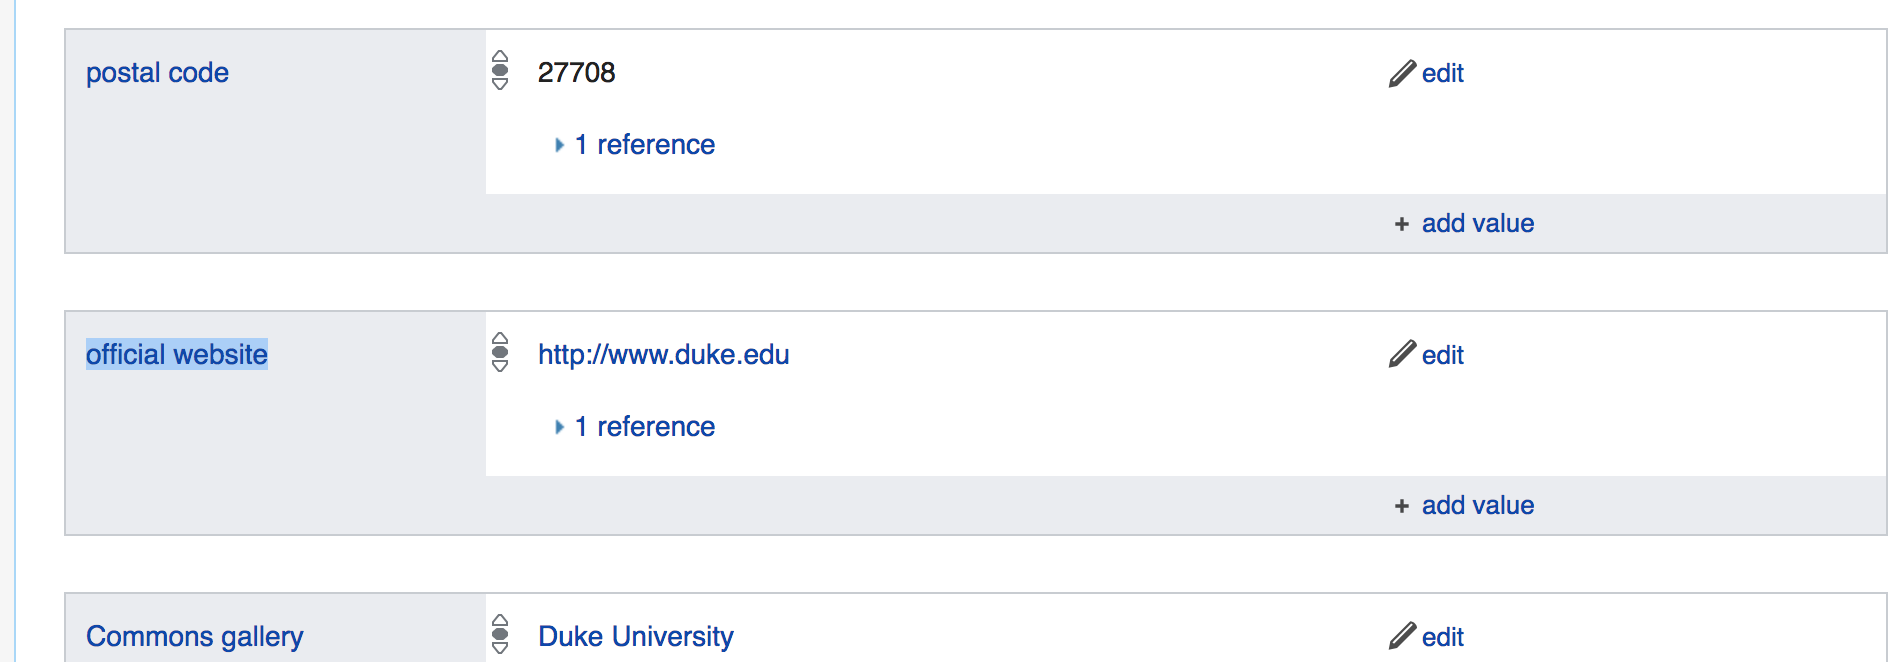 postal code
27708
edit
1 reference
+ add value
official website
http://www.duke.edu
edit
1 reference
+ add value
Commons gallery
Duke University
edit